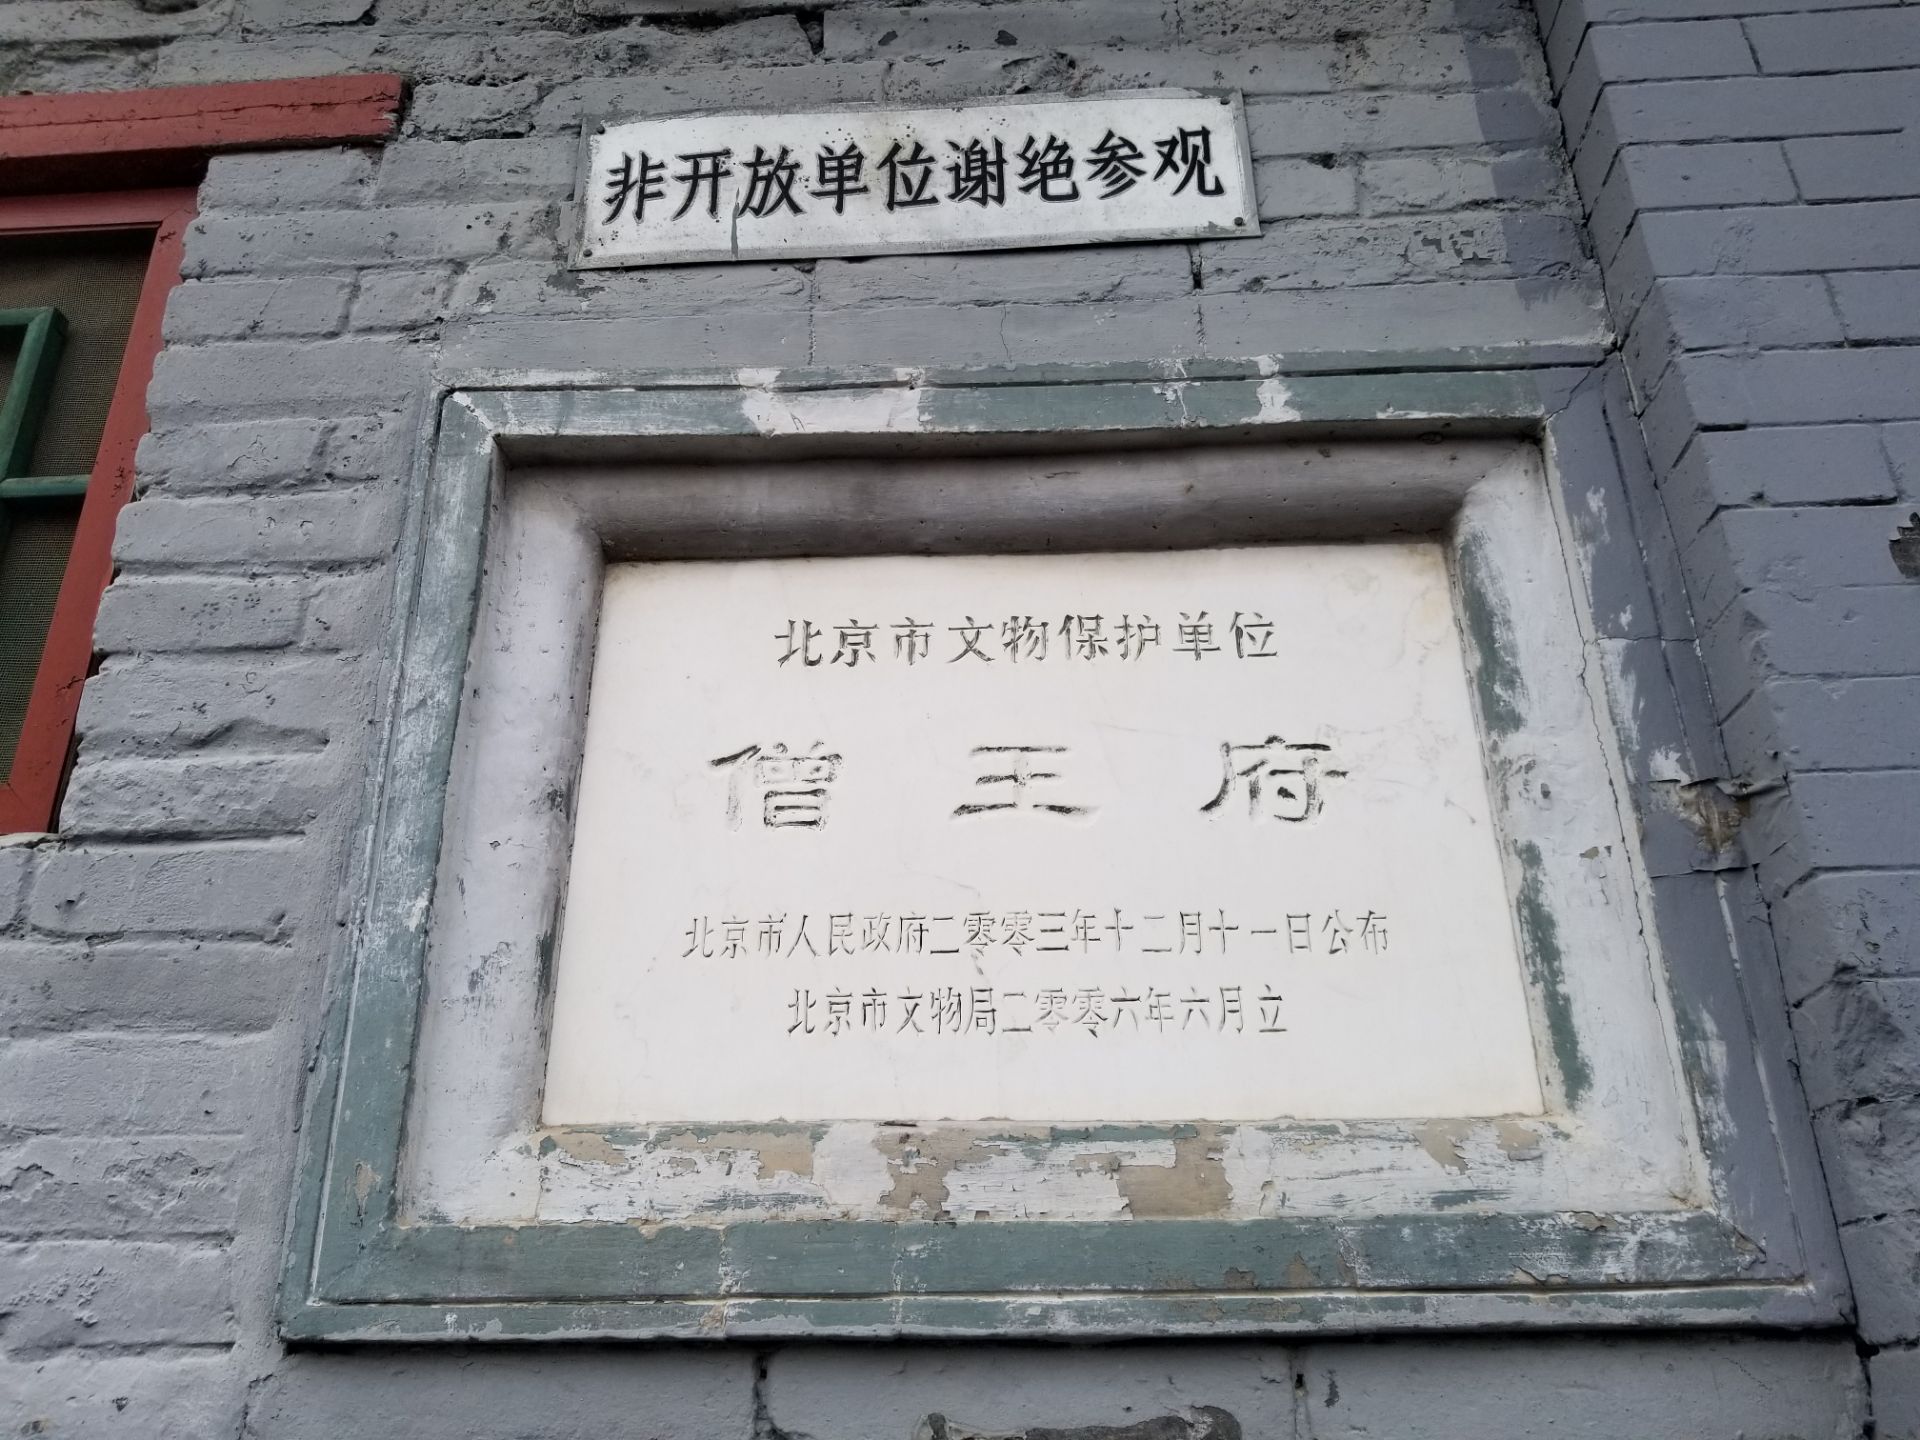 非开放单位谢绝参观
北京市文物保护单位
僧王府
北京市人民政府二零零三年十二月十一日公布
北京市文物局二零零六年六月立